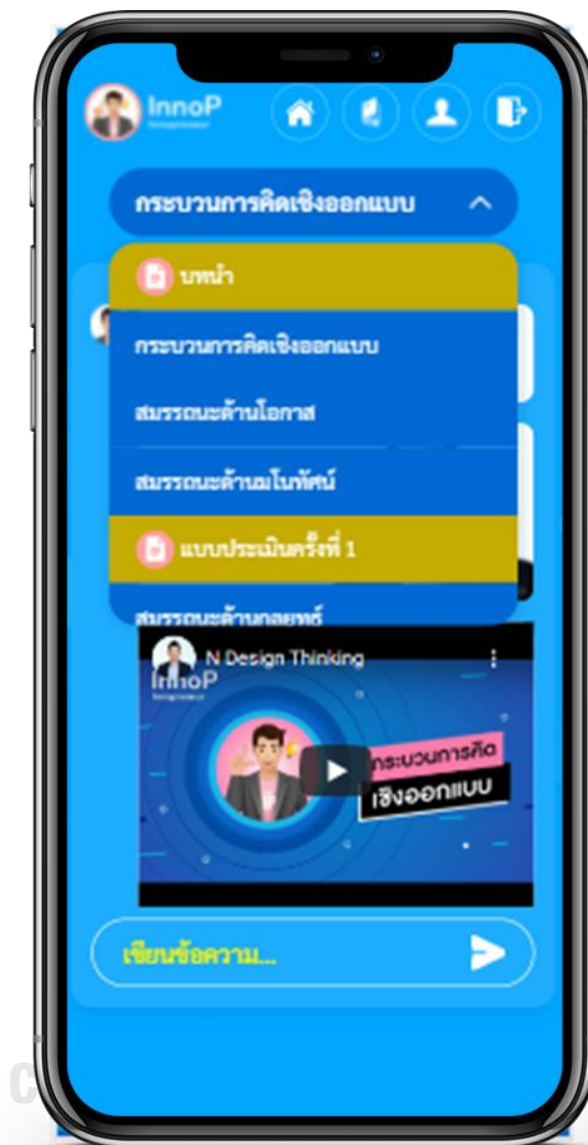 InnoP
Entrepreneur
กระบวนการคิดเชิงออกแบบ
บทนำ
กระบวนการคิดเชิงออกแบบ
สมรรถนะด้านโอกาส
สมรรถนะด้านมโนทัศน์
แบบประเมินครั้งที่ 1
สมรรถนะด้านกลยุทธ์
N Design Thinking
InnoP
Entrepreneur
กระบวนการคิด
เชิงออกแบบ
เขียนข้อความ...
C